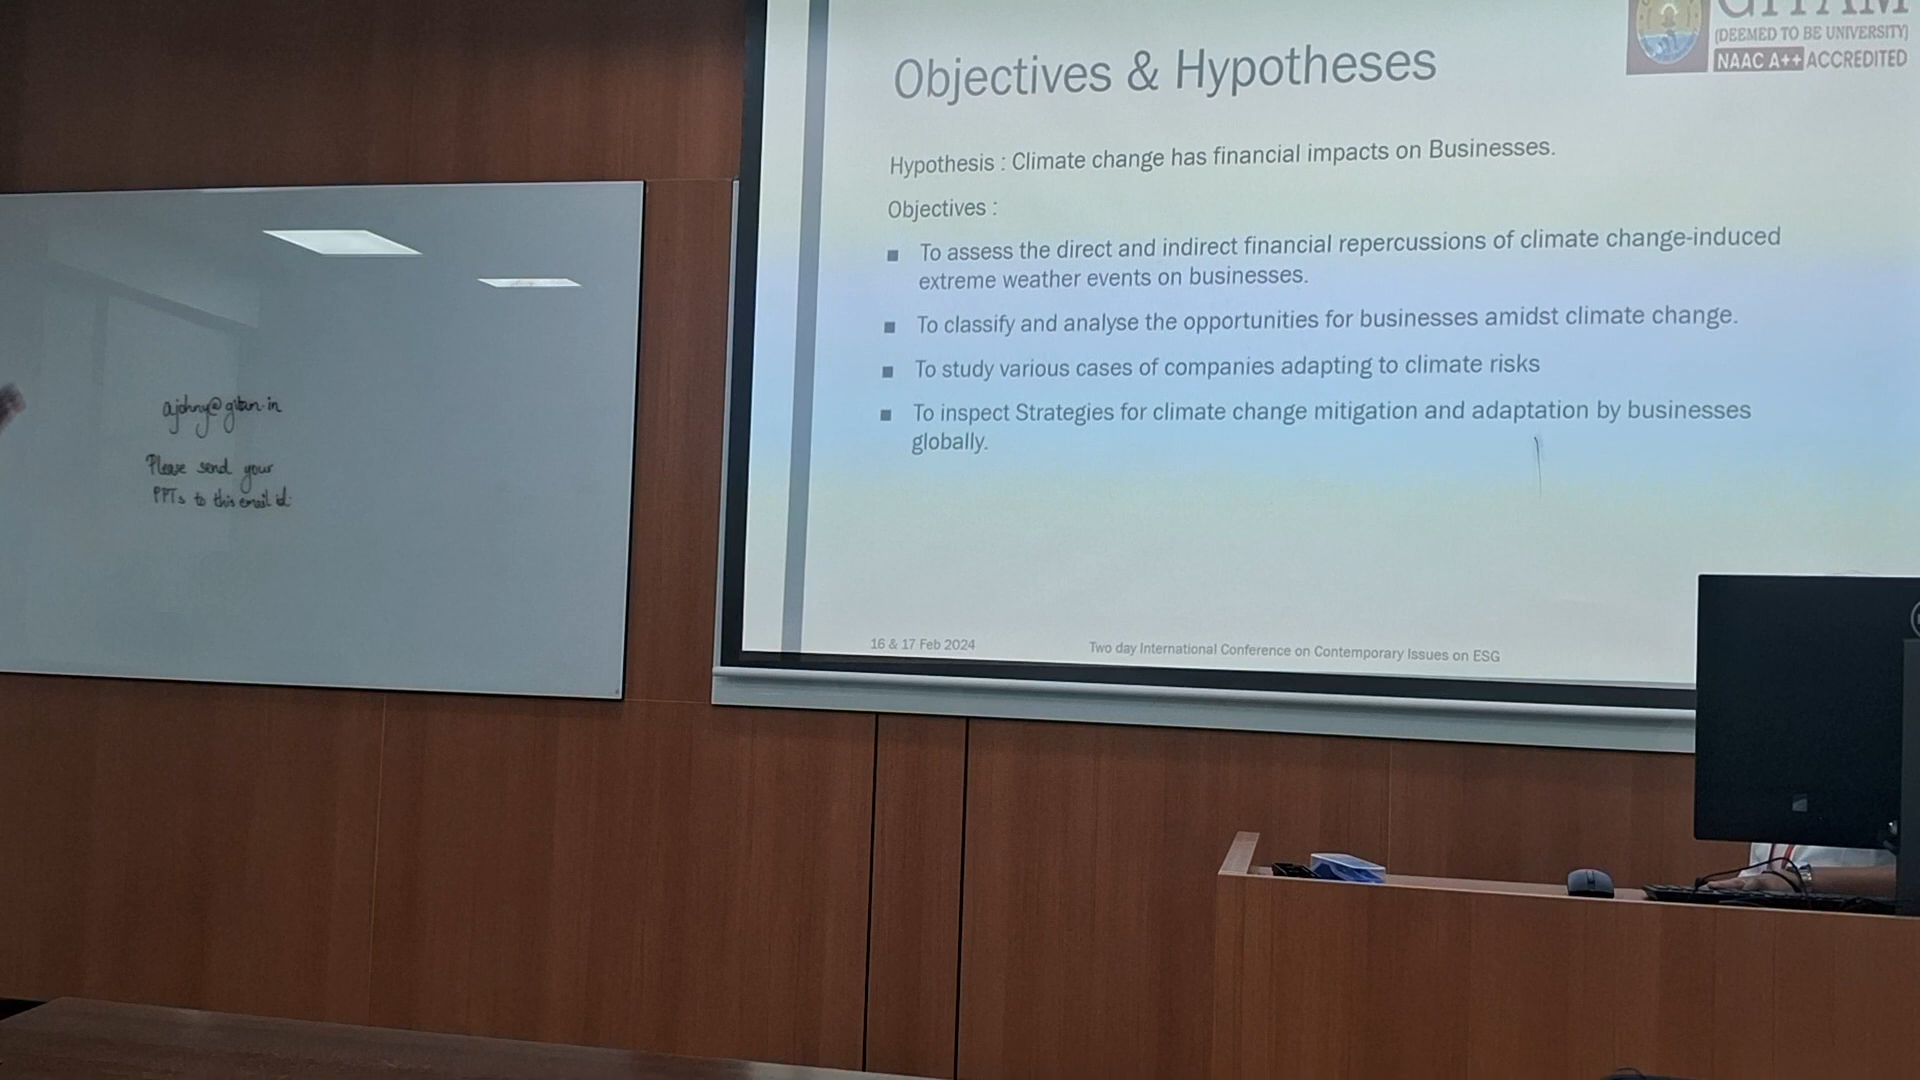 GITAM
(DEEMED TO BE UNIVERSITY)
NAAC A++ ACCREDITED
Objectives & Hypotheses
Hypothesis : Climate change has financial impacts on Businesses.
Objectives :
■ To assess the direct and indirect financial repercussions of climate change-induced
extreme weather events on businesses.
■ To classify and analyse the opportunities for businesses amidst climate change.
■ To study various cases of companies adapting to climate risks
■ To inspect Strategies for climate change mitigation and adaptation by businesses
globally.
16 & 17 Feb 2024
Two day International Conference on Contemporary Issues on ESG
ajohny@gitam.in
Please send your
PPTs to this email id.